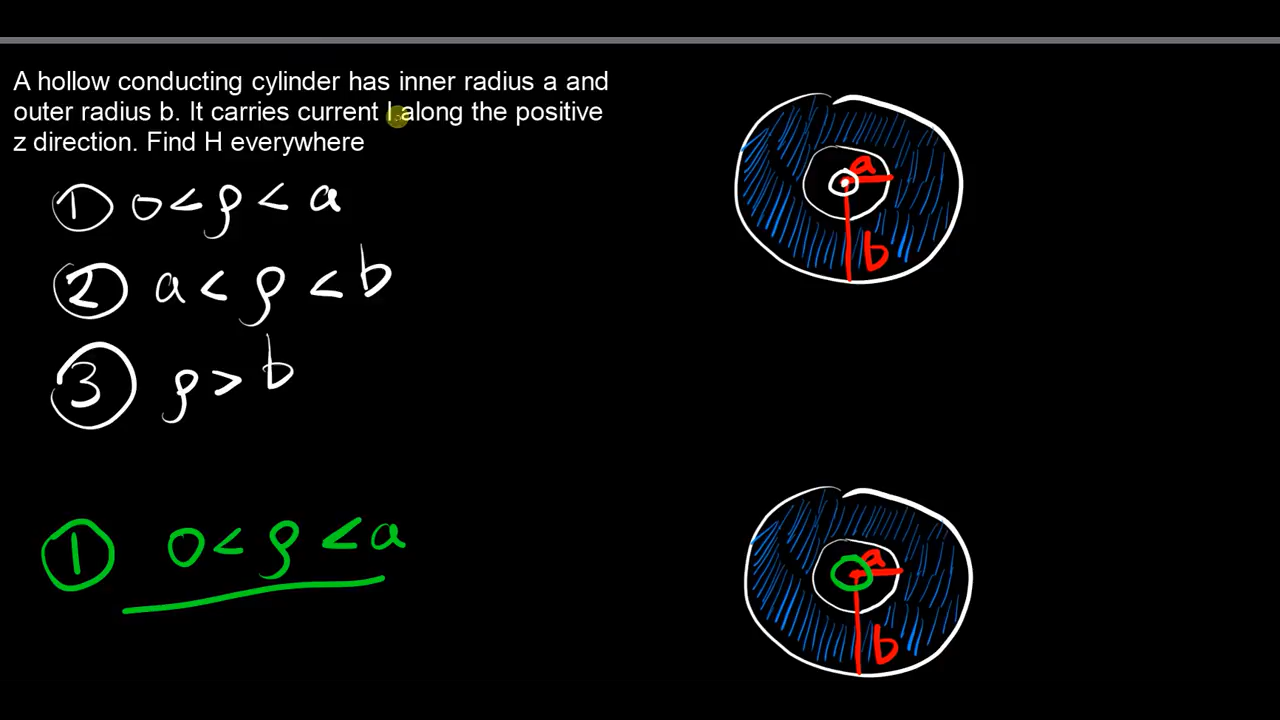 A hollow conducting cylinder has inner radius a and
outer radius b. It carries current I along the positive
z direction. Find H everywhere
① 0 < ρ < a
② a < ρ < b
③ ρ > b
a
b
① 0 < ρ < a
a
b